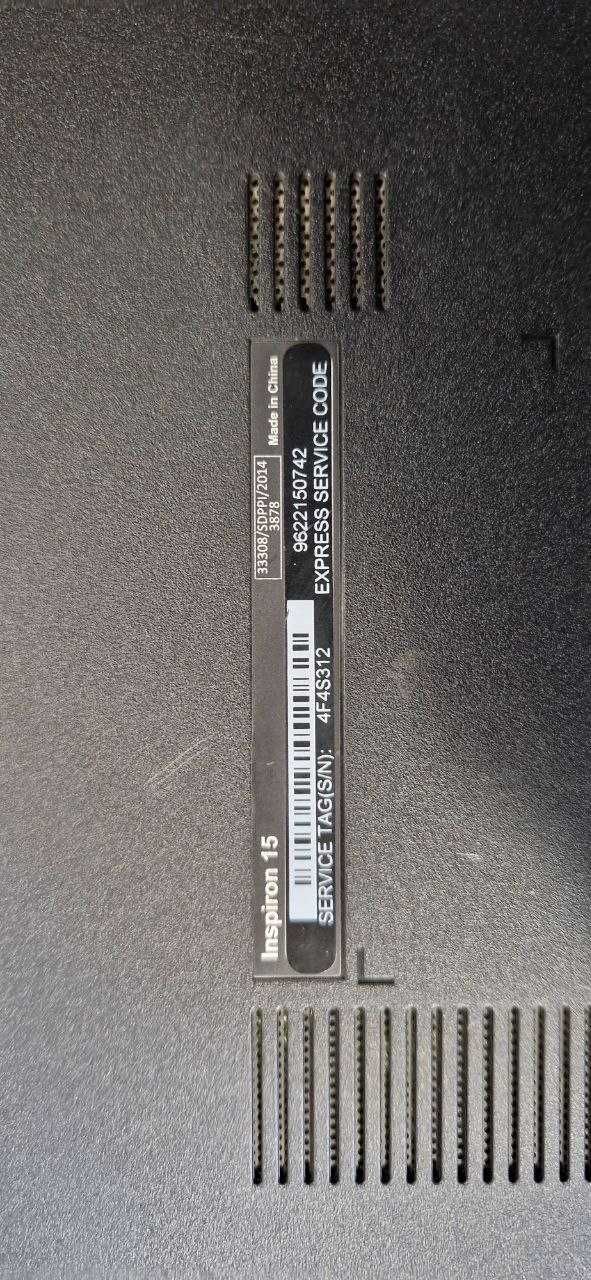 Inspiron 15
33308/SDPPI/2014
3878
Made in China
9622150742
SERVICE TAG(S/N): 4F4S312
EXPRESS SERVICE CODE